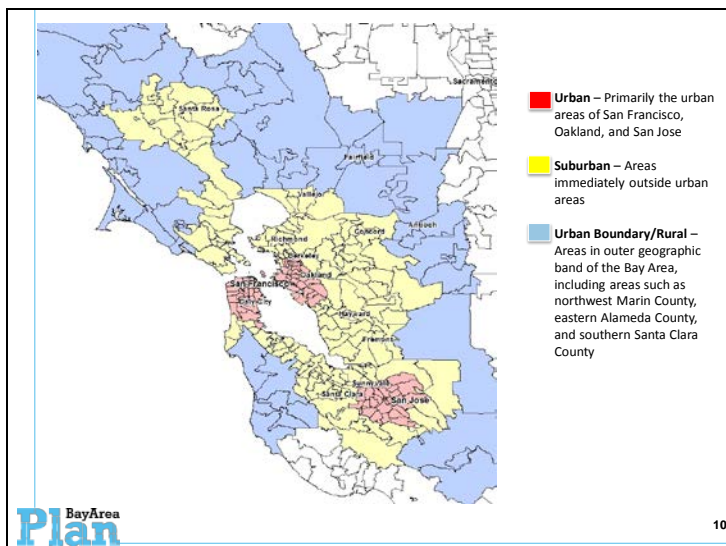 Sacramento
Santa Rosa
Fairfield
Vallejo
Antioch
Concord
Richmond
Berkeley
Oakland
San Francisco
Daly City
Hayward
Fremont
Sunnyvale
Santa Clara
San Jose
Urban – Primarily the urban
areas of San Francisco,
Oakland, and San Jose
Suburban – Areas
immediately outside urban
areas
Urban Boundary/Rural –
Areas in outer geographic
band of the Bay Area,
including areas such as
northwest Marin County,
eastern Alameda County,
and southern Santa Clara
County
BayArea
Plan
10